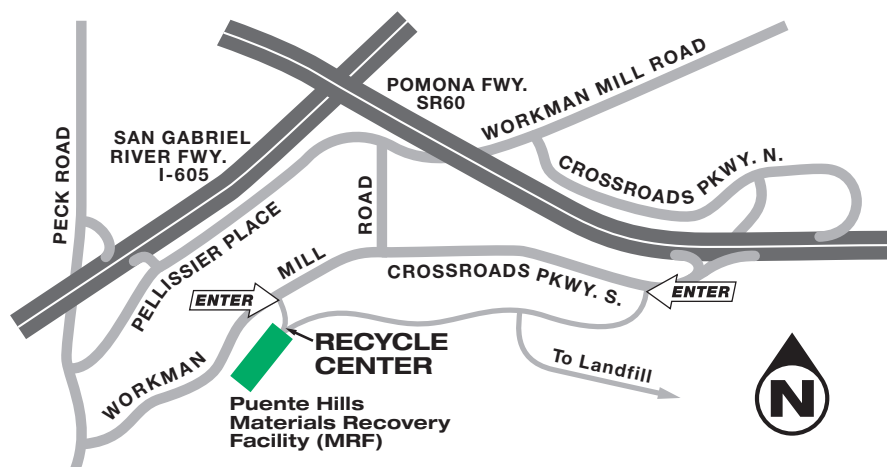 POMONA FWY.
SR60
WORKMAN MILL ROAD
SAN GABRIEL
RIVER FWY.
I-605
PECK ROAD
CROSSROADS PKWY. N.
ROAD
PELLISSIER PLACE
MILL
CROSSROADS PKWY. S.
ENTER
ENTER
RECYCLE
CENTER
WORKMAN
To Landfill
N
Puente Hills
Materials Recovery
Facility (MRF)